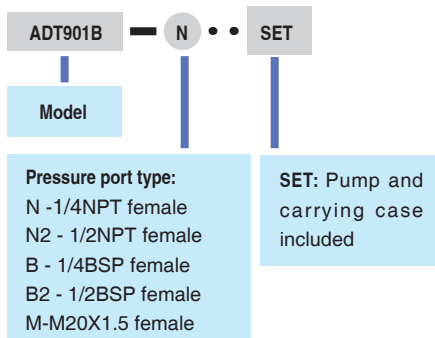 ADT901B — N • • SET
Model
Pressure port type:
N -1/4NPT female
N2 - 1/2NPT female
B - 1/4BSP female
B2 - 1/2BSP female
M-M20X1.5 female
SET: Pump and
carrying case
included